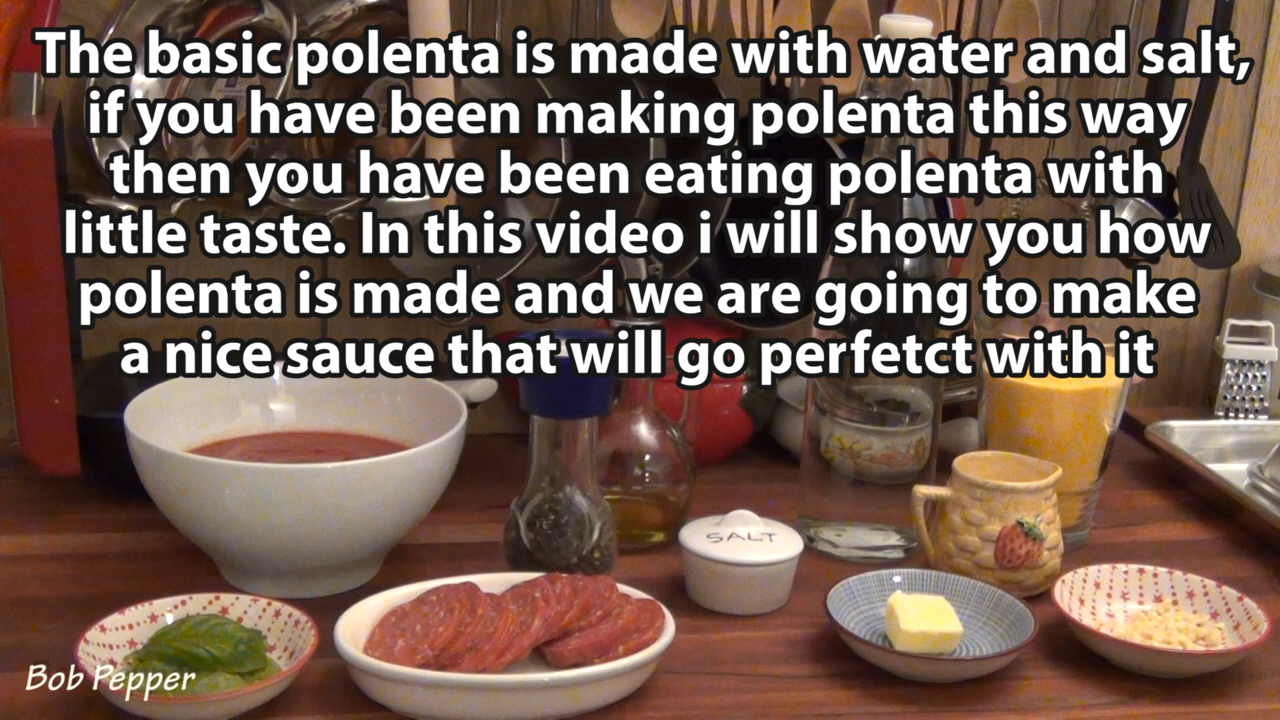 The basic polenta is made with water and salt,
if you have been making polenta this way
then you have been eating polenta with
little taste. In this video i will show you how
polenta is made and we are going to make
a nice sauce that will go perfetct with it
SALT
Bob Pepper